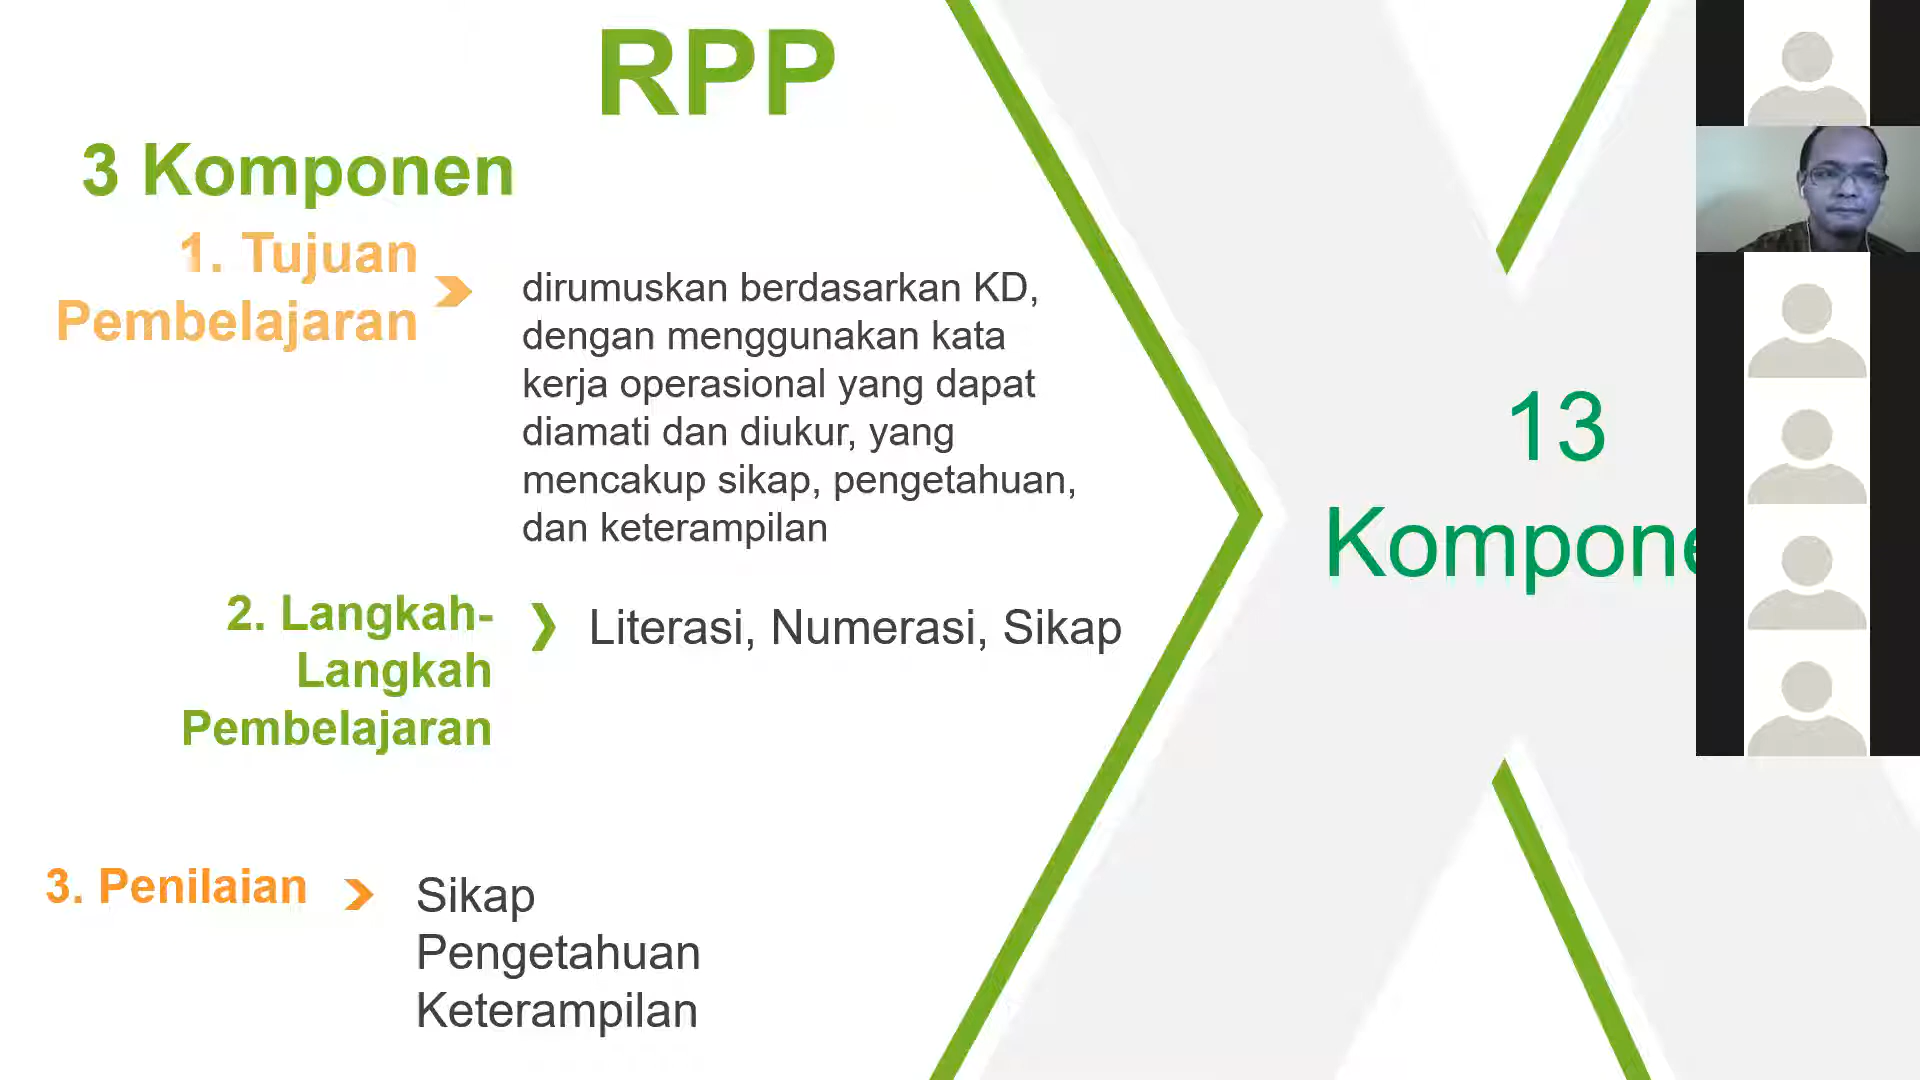 RPP
3 Komponen
1. Tujuan
Pembelajaran
dirumuskan berdasarkan KD,
dengan menggunakan kata
kerja operasional yang dapat
diamati dan diukur, yang
mencakup sikap, pengetahuan,
dan keterampilan
2. Langkah-
Langkah
Pembelajaran
Literasi, Numerasi, Sikap
3. Penilaian
Sikap
Pengetahuan
Keterampilan
13